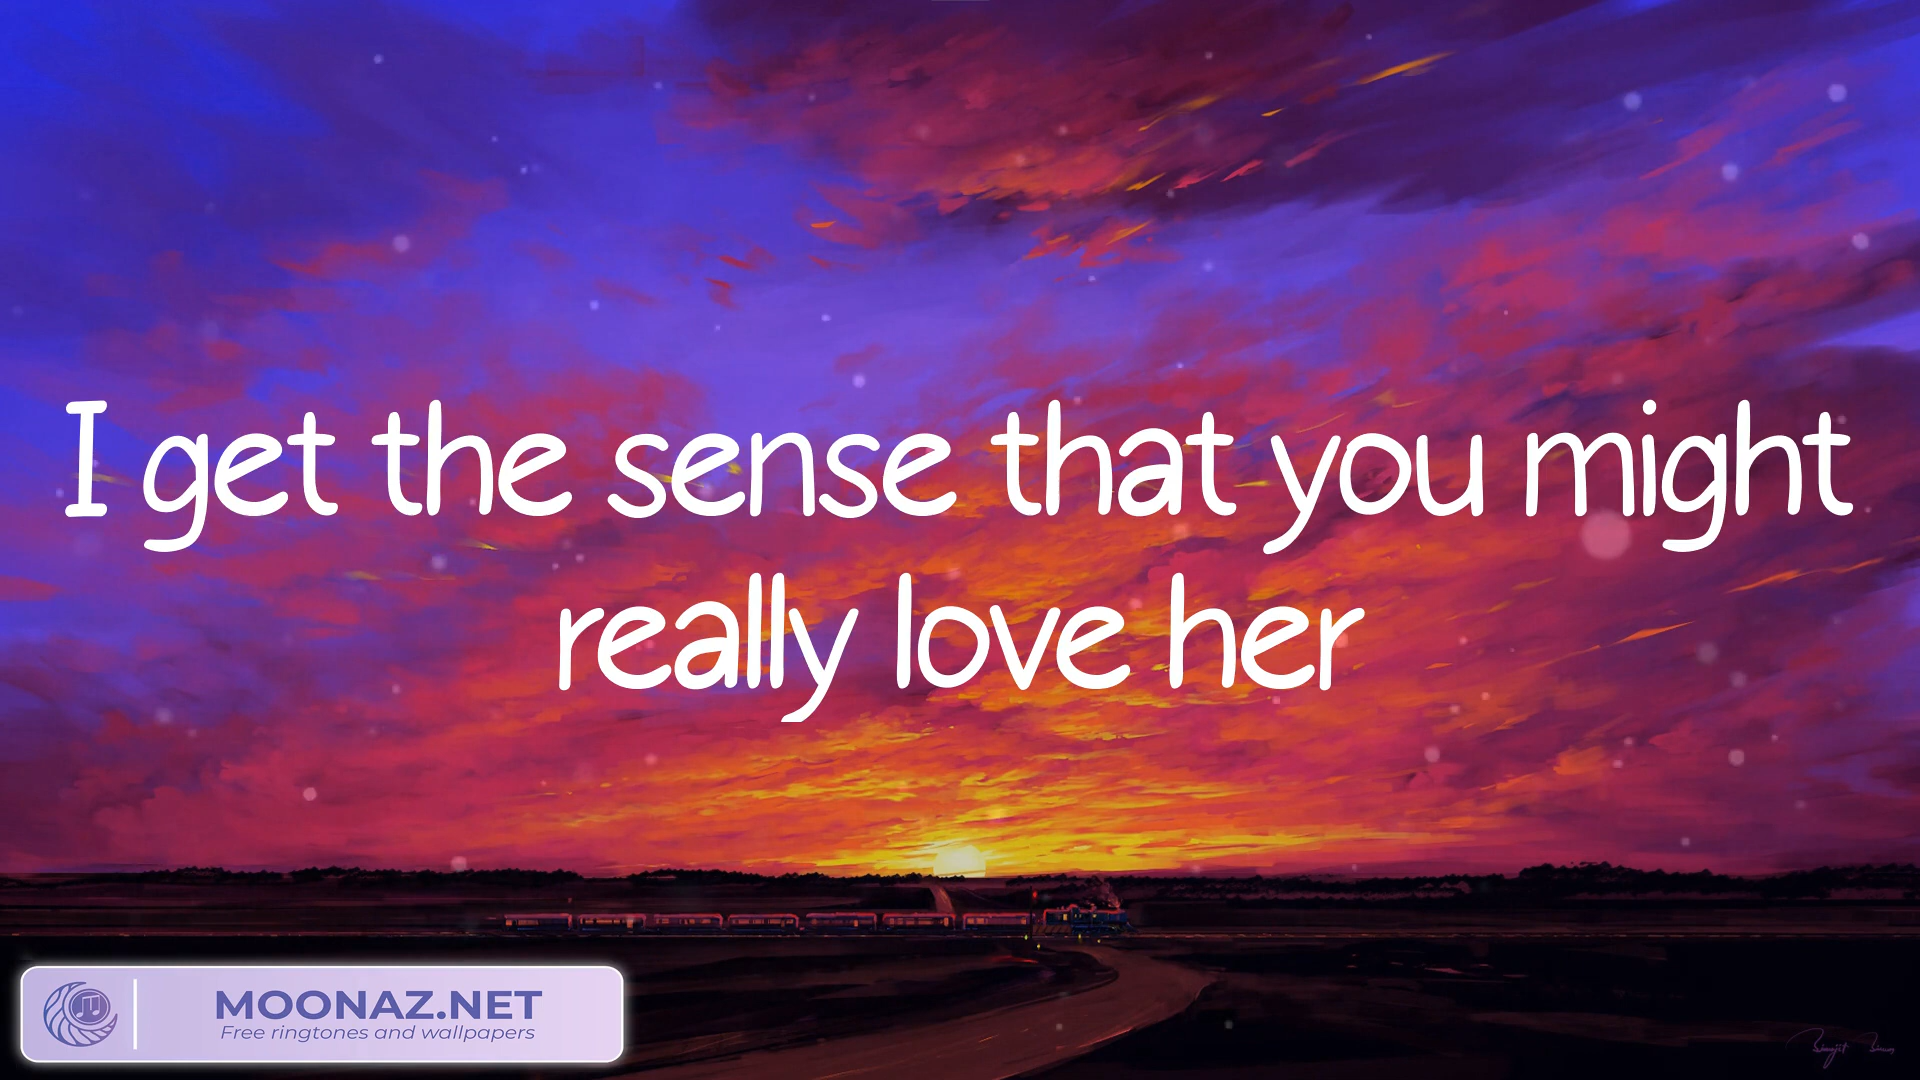 I get the sense that you might
really love her
MOONAZ.NET
Free ringtones and wallpapers